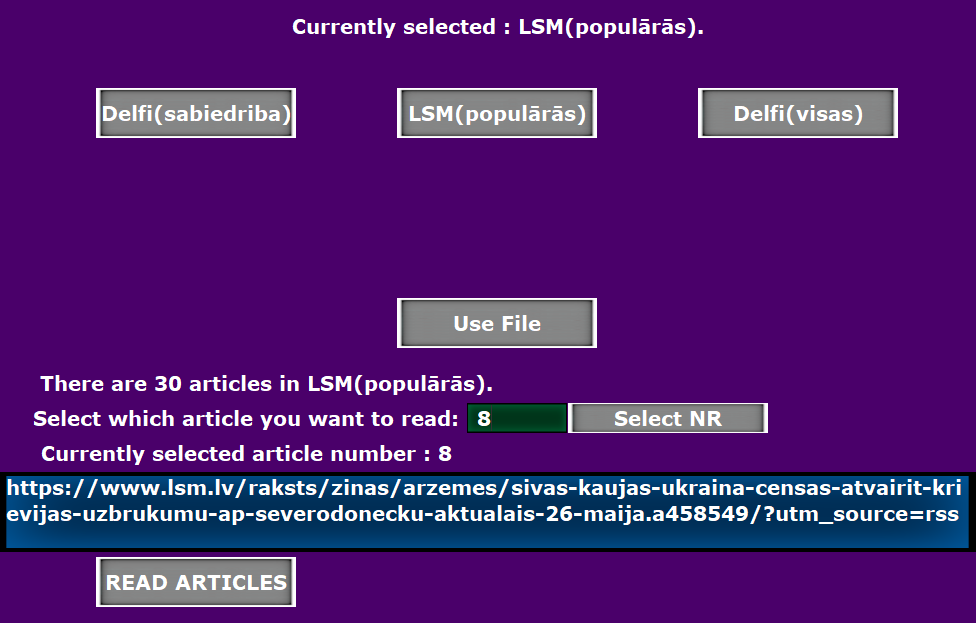 Currently selected : LSM(populārās).
Delfi(sabiedriba)
LSM(populārās)
Delfi(visas)
Use File
There are 30 articles in LSM(populārās).
Select which article you want to read: 8 Select NR
Currently selected article number : 8
https://www.lsm.lv/raksts/zinas/arzemes/sivas-kaujas-ukraina-censas-atvairit-kri
evijas-uzbrukumu-ap-severodonecku-aktualais-26-maija.a458549/?utm_source=rss
READ ARTICLES